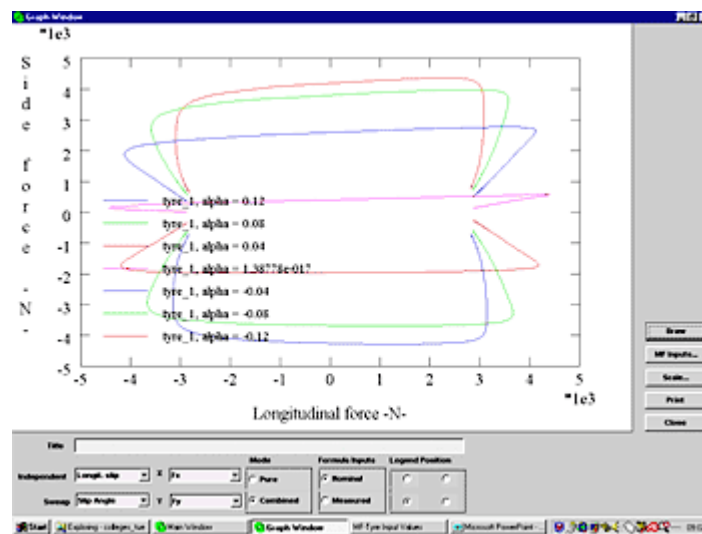 Graph Window
*1e3
Side force -N-
5
4
3
2
1
0
-1
-2
-3
-4
-5
tyre_1, alpha = 0.12
tyre_1, alpha = 0.08
tyre_1, alpha = 0.04
tyre_1, alpha = 1.38778e-017
tyre_1, alpha = -0.04
tyre_1, alpha = -0.08
tyre_1, alpha = -0.12
-5 -4 -3 -2 -1 0 1 2 3 4 5
*1e3
Longitudinal force -N-
Draw
MF Inputs...
Scale...
Print
Close
Title
Mode Formula Inputs Legend Position
Independent Longit. slip X Fx Pure Nominal
Sweep Slip Angle Y Fy Combined Measured
Start Exploring - colleges_tue Main Window Graph Window MF-Tyre Input Values Microsoft PowerPoint -...